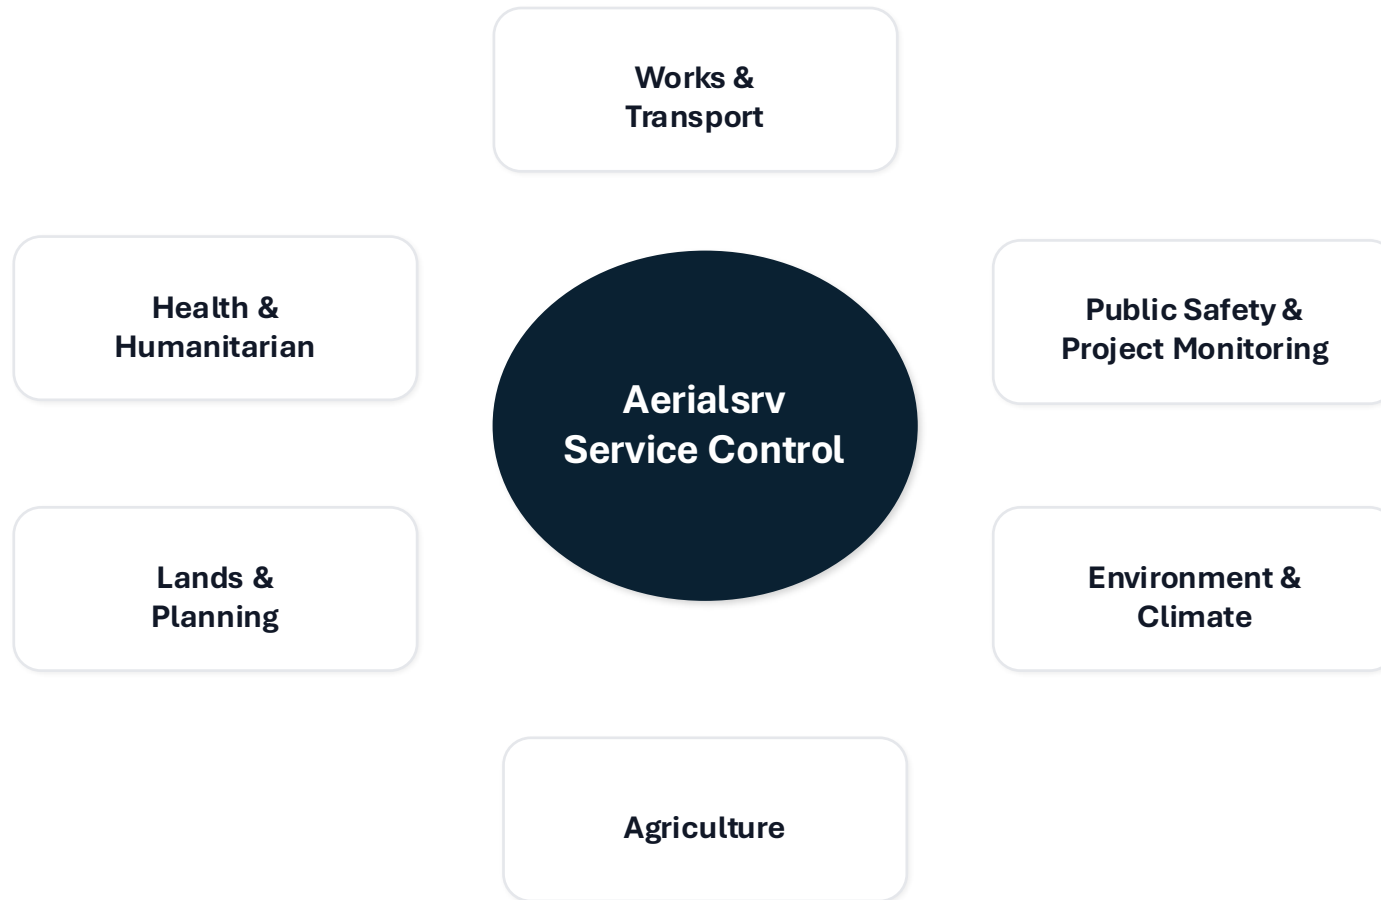 Works &
Transport
Health &
Humanitarian
Public Safety &
Project Monitoring
Aerialsrv
Service Control
Lands &
Planning
Environment &
Climate
Agriculture